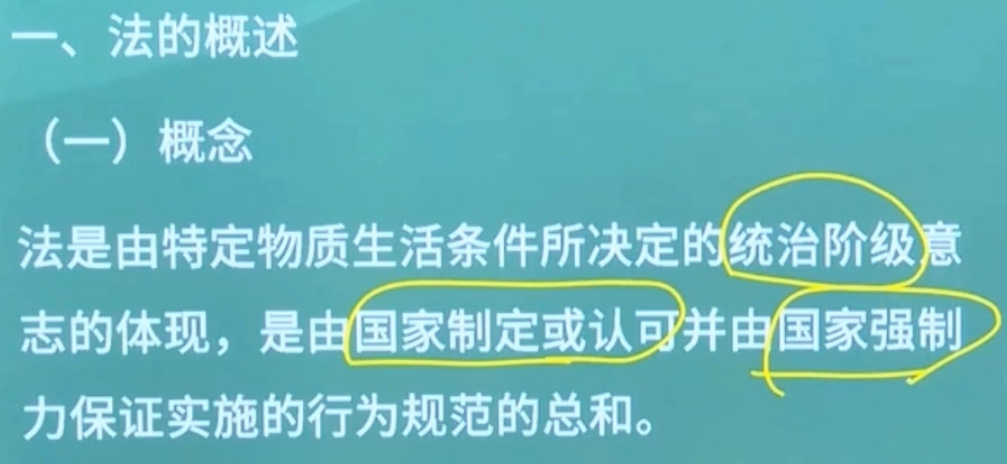 一、法的概述
（一）概念
法是由特定物质生活条件所决定的统治阶级意
志的体现，是由国家制定或认可并由国家强制
力保证实施的行为规范的总和。